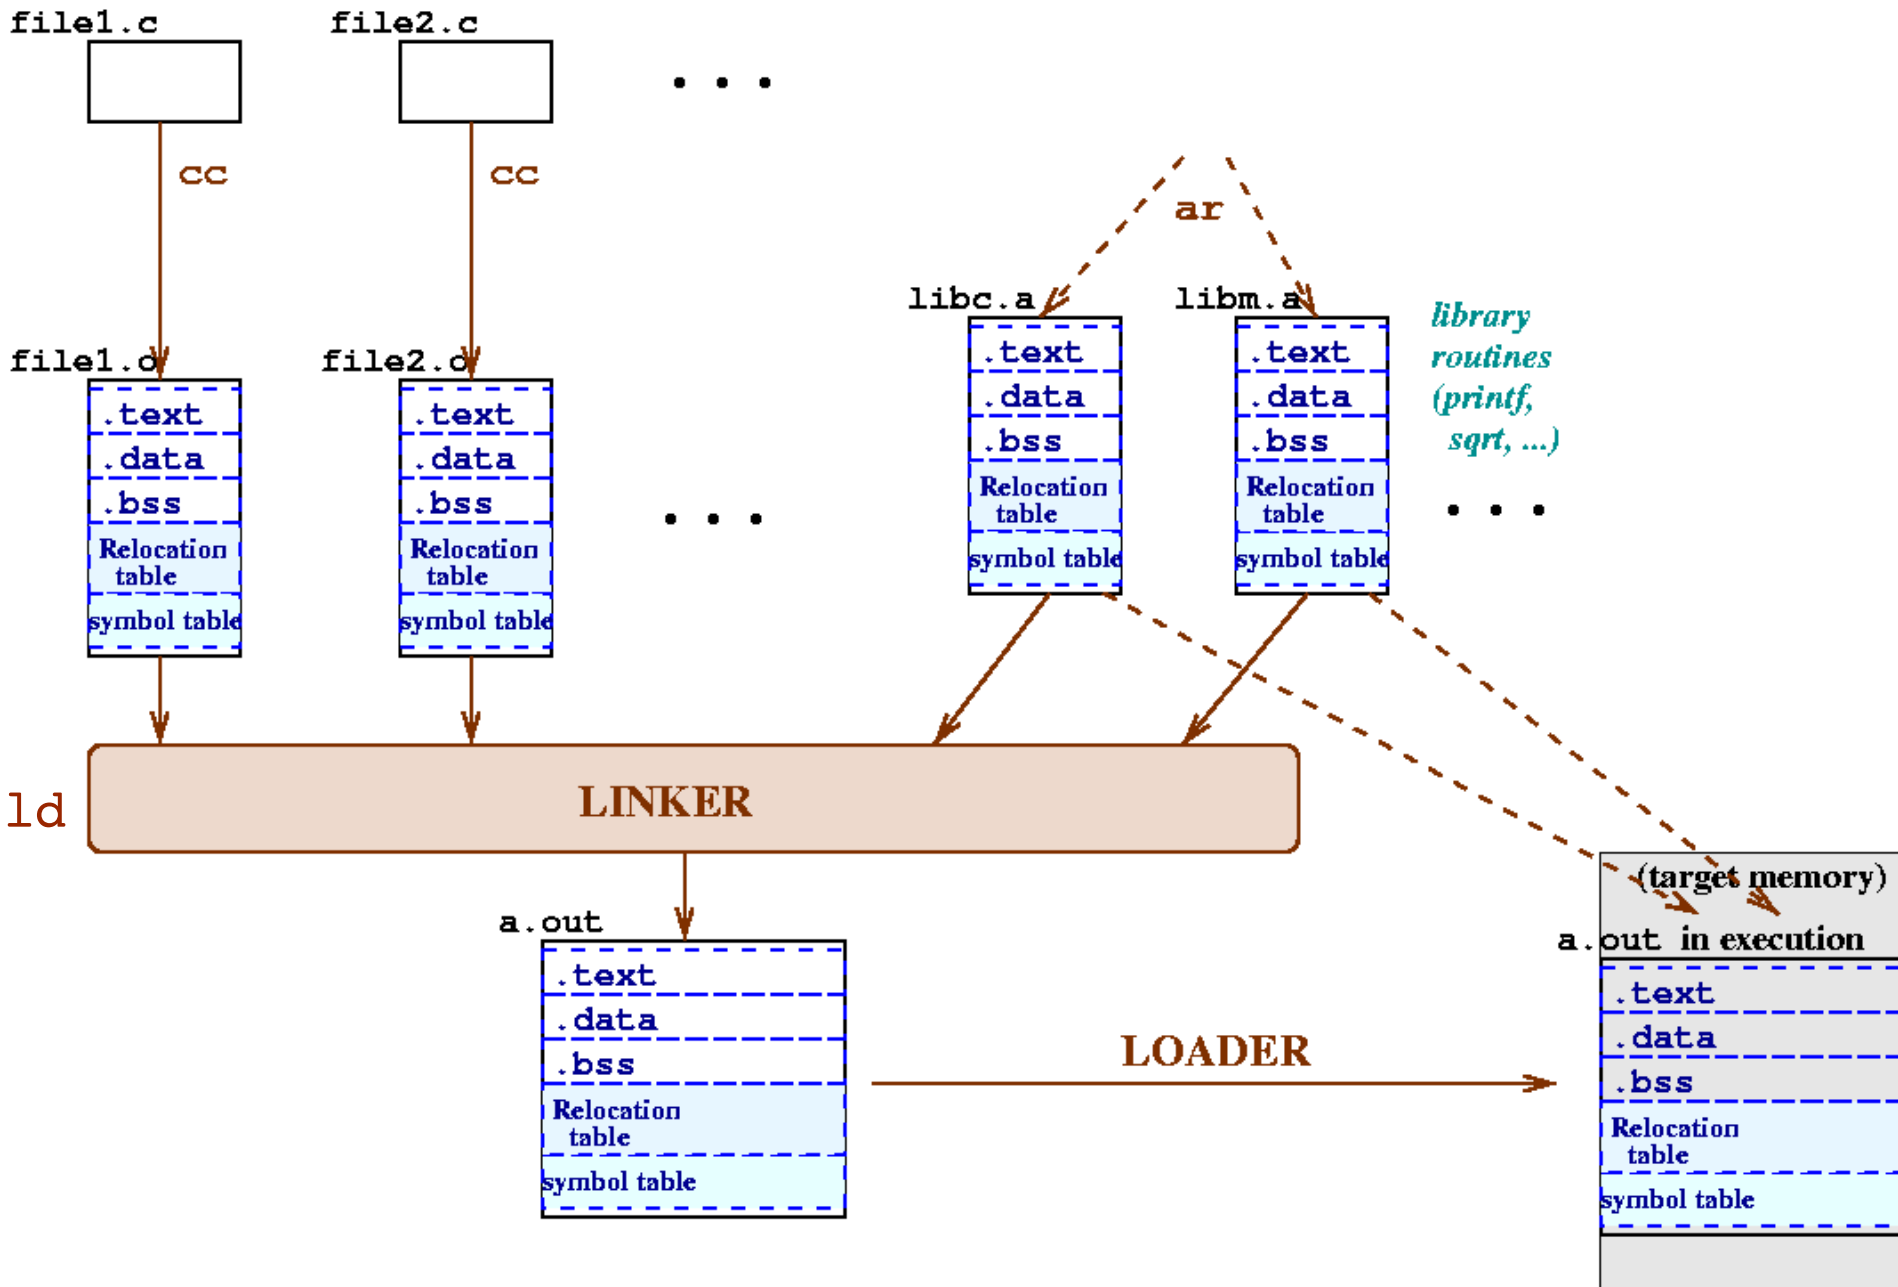 file1.c
file2.c
. . .
cc
cc
ar
libc.a
libm.a
library
routines
(printf,
sqrt, ...)
.text
.data
.bss
Relocation
table
symbol table
.text
.data
.bss
Relocation
table
symbol table
. . .
file1.o
file2.o
.text
.data
.bss
Relocation
table
symbol table
.text
.data
.bss
Relocation
table
symbol table
. . .
ld
LINKER
a.out
.text
.data
.bss
Relocation
table
symbol table
LOADER
(target memory)
a.out in execution
.text
.data
.bss
Relocation
table
symbol table